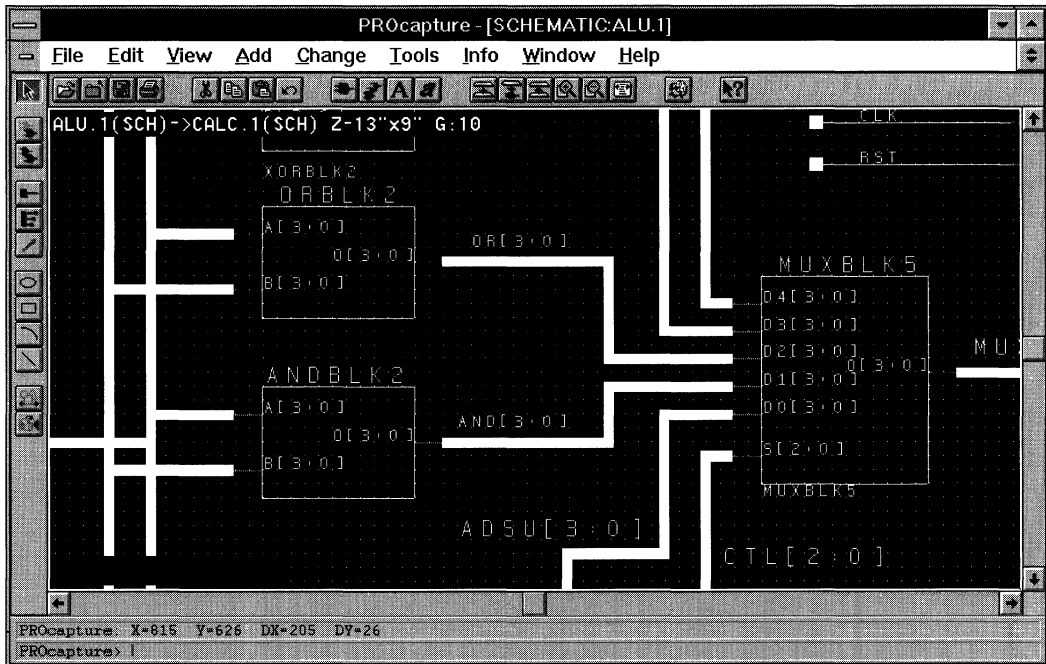 PROcapture - [SCHEMATIC:ALU.1]
File Edit View Add Change Tools Info Window Help
ALU.1(SCH)->CALC.1(SCH) Z-13"x9" G:10
CLK
RST
XORBLK2
ORBLK2
A[3:0]
O[3:0]
B[3:0]
OR[3:0]
MUXBLK5
D4[3:0]
D3[3:0]
D2[3:0]
D1[3:0]
D0[3:0]
O[3:0]
S[2:0]
MUXBLK5
MUX
ANDBLK2
A[3:0]
O[3:0]
B[3:0]
AND[3:0]
ADSU[3:0]
CTL[2:0]
PROcapture: X=815 Y=626 DX=205 DY=26
PROcapture>